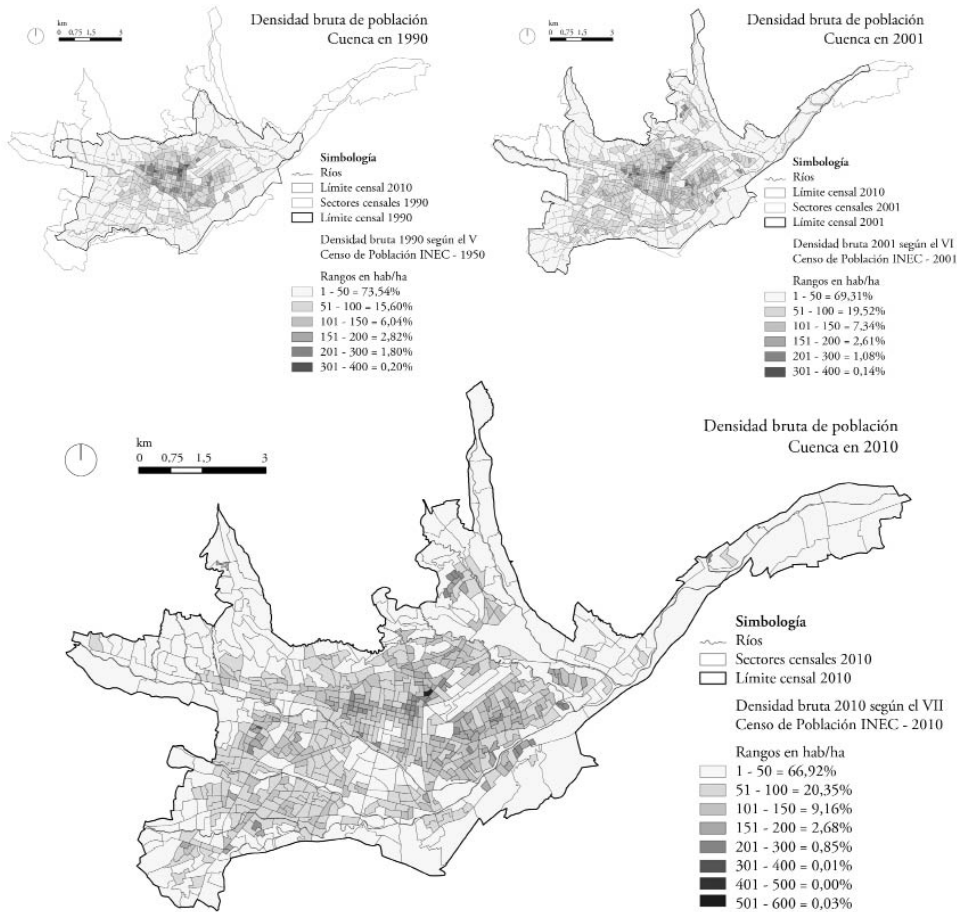 Densidad bruta de población
Cuenca en 1990
km
0 0,75 1,5 3
Simbología
Ríos
Límite censal 2010
Sectores censales 1990
Límite censal 1990
Densidad bruta 1990 según el V
Censo de Población INEC - 1950
Rangos en hab/ha
1 - 50 = 73,54%
51 - 100 = 15,60%
101 - 150 = 6,04%
151 - 200 = 2,82%
201 - 300 = 1,80%
301 - 400 = 0,20%
Densidad bruta de población
Cuenca en 2001
km
0 0,75 1,5 3
Simbología
Ríos
Límite censal 2010
Sectores censales 2001
Límite censal 2001
Densidad bruta 2001 según el VI
Censo de Población INEC - 2001
Rangos en hab/ha
1 - 50 = 69,31%
51 - 100 = 19,52%
101 - 150 = 7,34%
151 - 200 = 2,61%
201 - 300 = 1,08%
301 - 400 = 0,14%
Densidad bruta de población
Cuenca en 2010
km
0 0,75 1,5 3
Simbología
Ríos
Sectores censales 2010
Límite censal 2010
Densidad bruta 2010 según el VII
Censo de Población INEC - 2010
Rangos en hab/ha
1 - 50 = 66,92%
51 - 100 = 20,35%
101 - 150 = 9,16%
151 - 200 = 2,68%
201 - 300 = 0,85%
301 - 400 = 0,01%
401 - 500 = 0,00%
501 - 600 = 0,03%